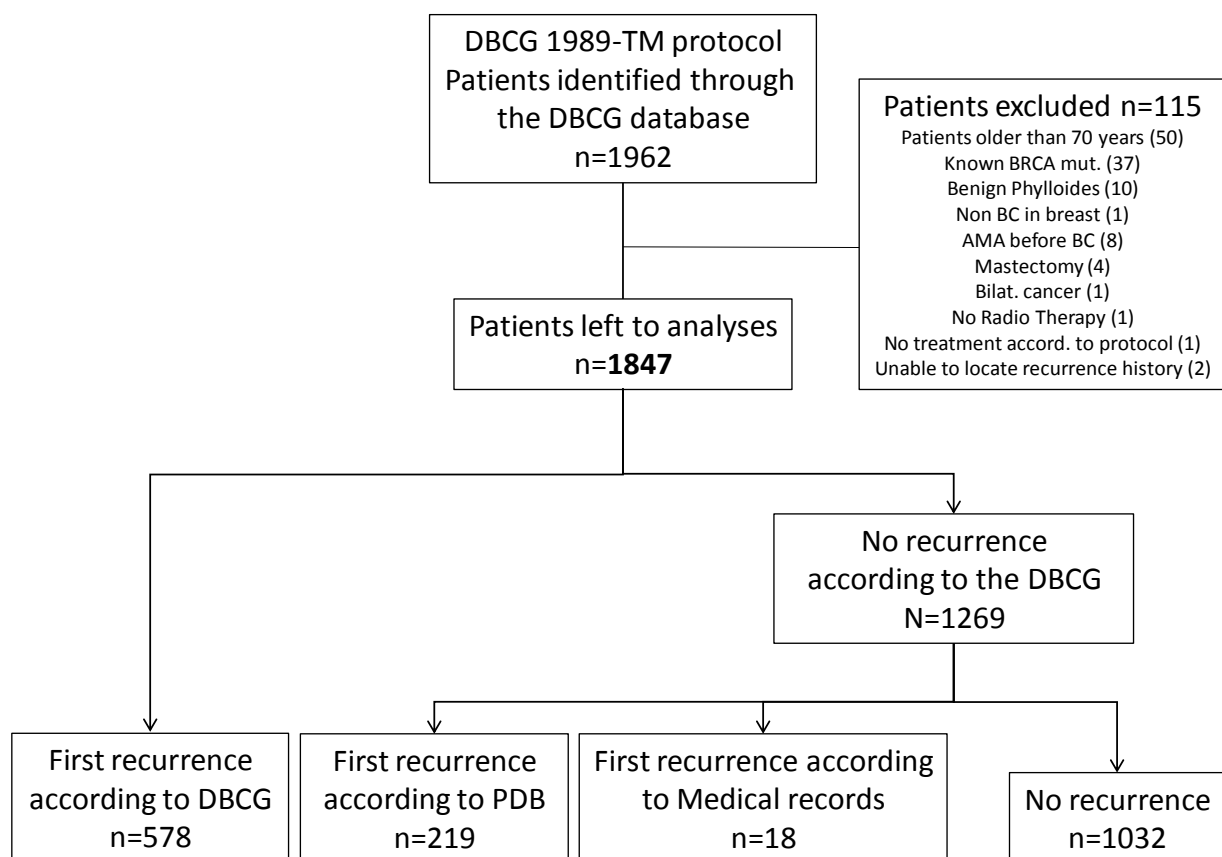 DBCG 1989-TM protocol
Patients identified through
the DBCG database
n=1962
Patients excluded n=115
Patients older than 70 years (50)
Known BRCA mut. (37)
Benign Phylloides (10)
Non BC in breast (1)
AMA before BC (8)
Mastectomy (4)
Bilat. cancer (1)
No Radio Therapy (1)
No treatment accord. to protocol (1)
Unable to locate recurrence history (2)
Patients left to analyses
n=1847
No recurrence
according to the DBCG
N=1269
First recurrence
according to DBCG
n=578
First recurrence
according to PDB
n=219
First recurrence according
to Medical records
n=18
No recurrence
n=1032